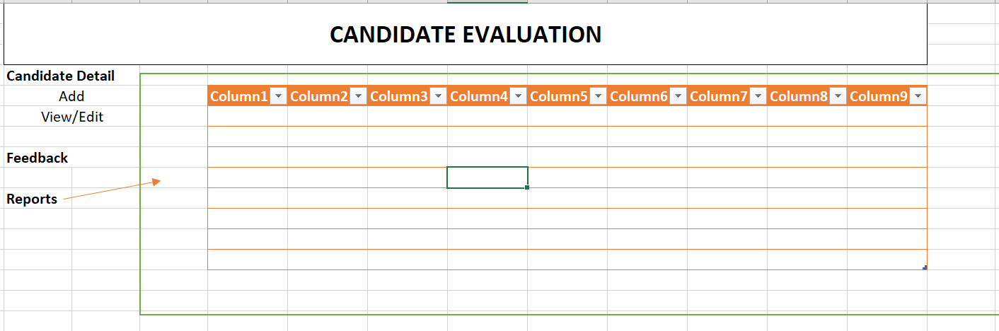 CANDIDATE EVALUATION
Candidate Detail
Add
Column1 Column2 Column3 Column4 Column5 Column6 Column7 Column8 Column9
View/Edit
Feedback
Reports